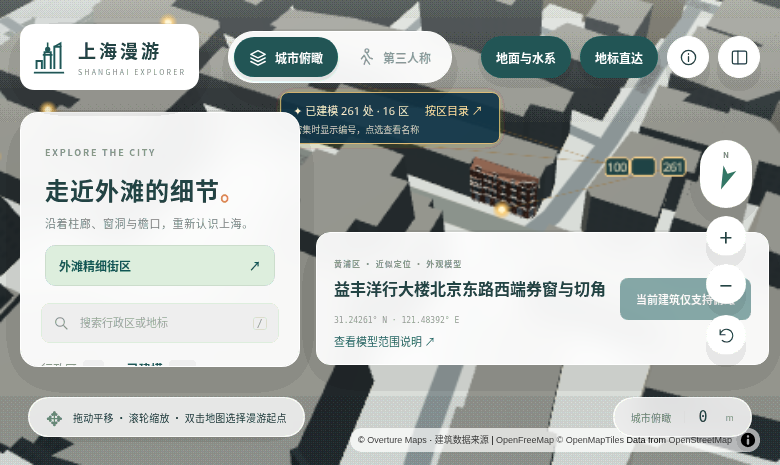 上海漫游
SHANGHAI EXPLORER
城市俯瞰
第三人称
地面与水系
地标直达
✦ 已建模 261 处 · 16 区 按区目录 ↗
集时显示编号，点选查看名称
100
261
N
EXPLORE THE CITY
走近外滩的细节。
沿着柱廊、窗洞与檐口，重新认识上海。
外滩精细街区 ↗
搜索行政区或地标 /
黄浦区 · 近似定位 · 外观模型
益丰洋行大楼北京东路西端券窗与切角
31.24261° N · 121.48392° E
查看模型范围说明 ↗
当前建筑仅支持
拖动平移 · 滚轮缩放 · 双击地图选择漫游起点
城市俯瞰 0 m
© Overture Maps · 建筑数据来源 | OpenFreeMap © OpenMapTiles Data from OpenStreetMap